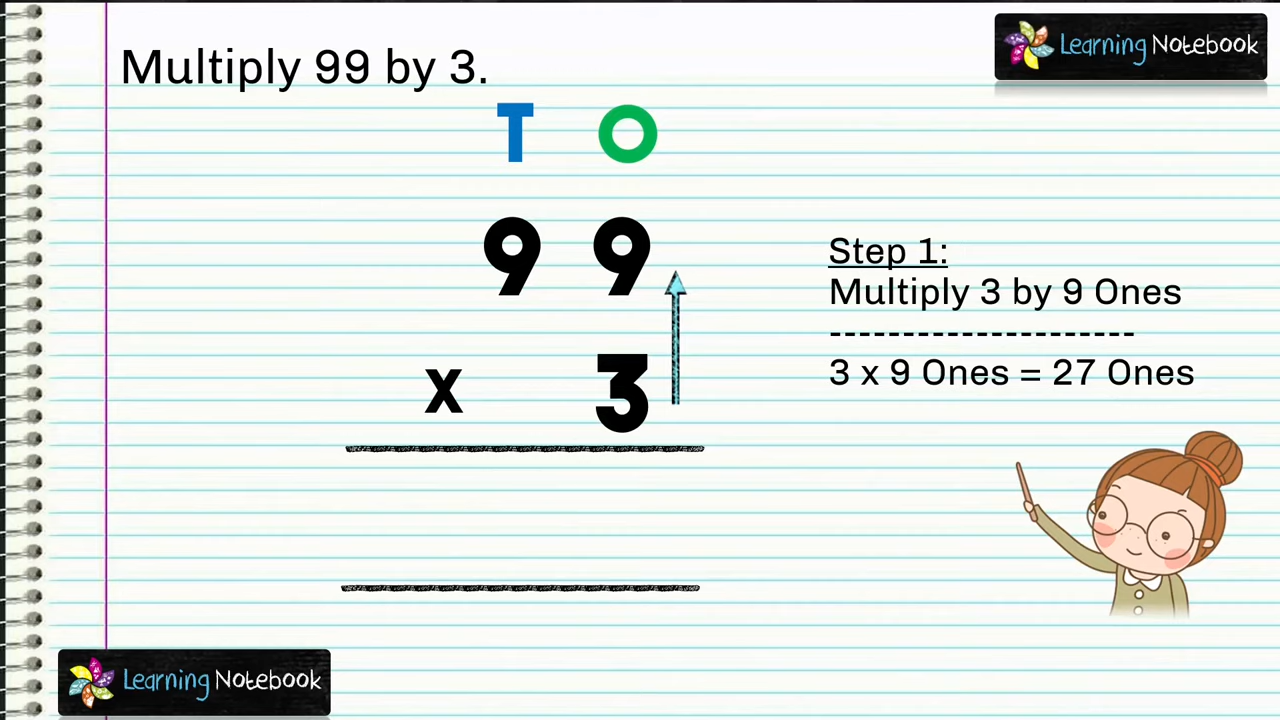 Multiply 99 by 3.
Learning Notebook
T O
9 9
x 3
Step 1:
Multiply 3 by 9 Ones
---------------------
3 x 9 Ones = 27 Ones
Learning Notebook